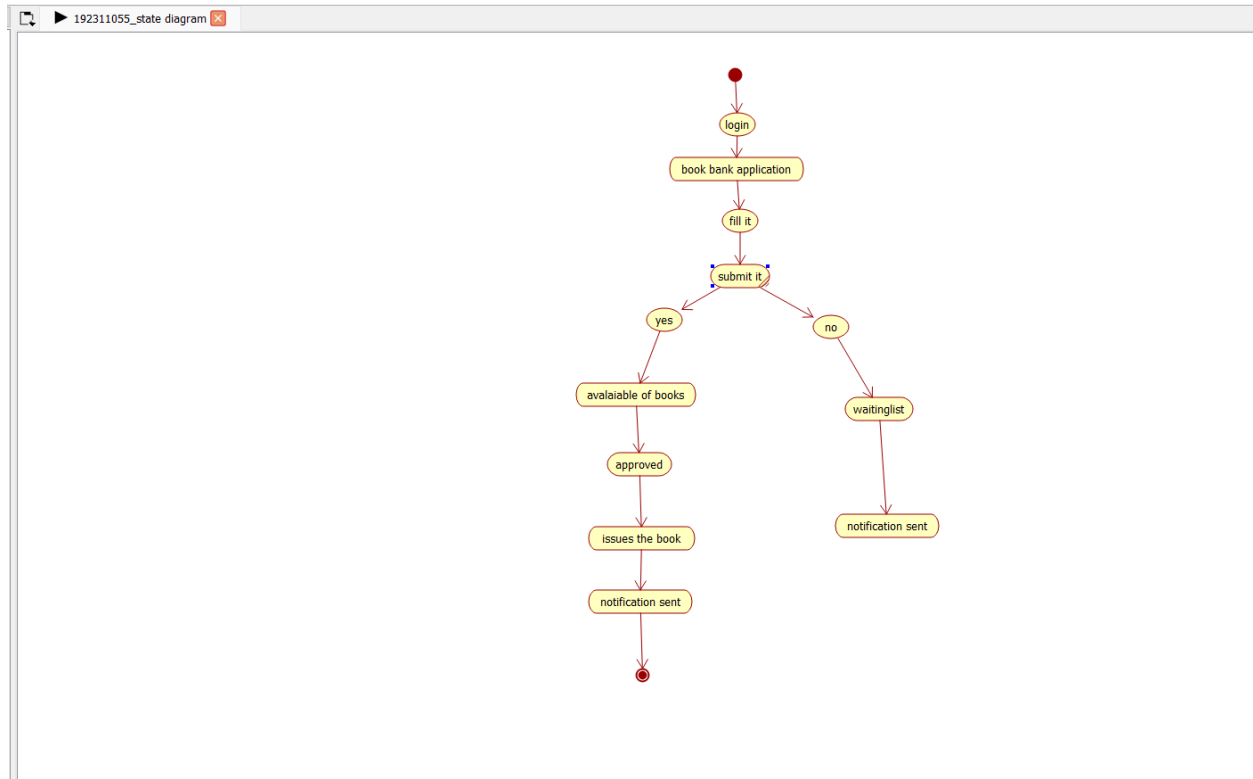 192311055_state diagram
login
book bank application
fill it
submit it
yes
no
avalaiable of books
waitinglist
approved
notification sent
issues the book
notification sent